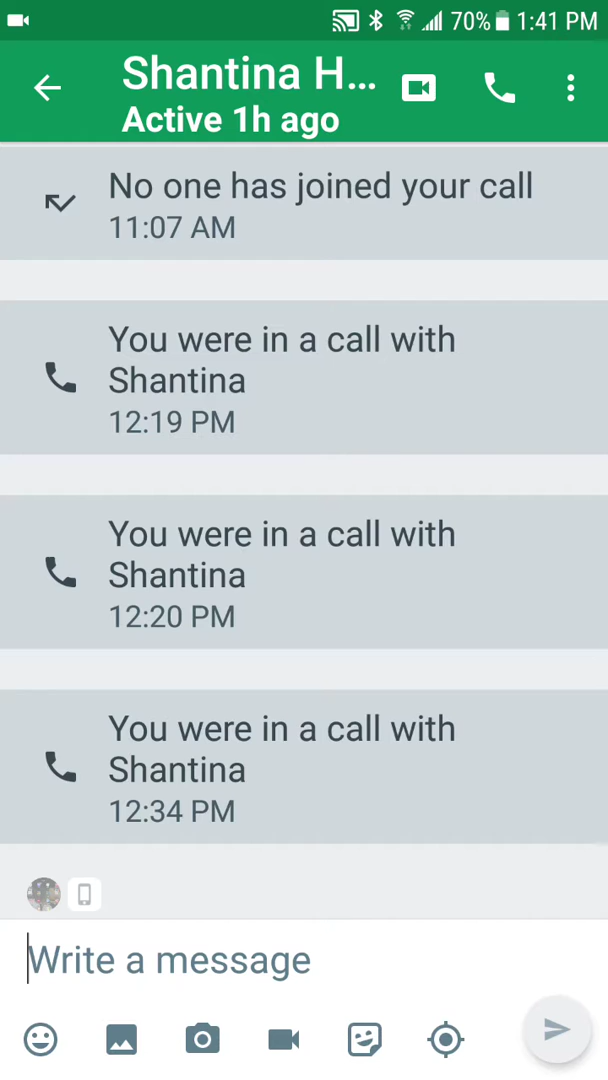 70% 1:41 PM
Shantina H...
Active 1h ago
No one has joined your call
11:07 AM
You were in a call with
Shantina
12:19 PM
You were in a call with
Shantina
12:20 PM
You were in a call with
Shantina
12:34 PM
Write a message